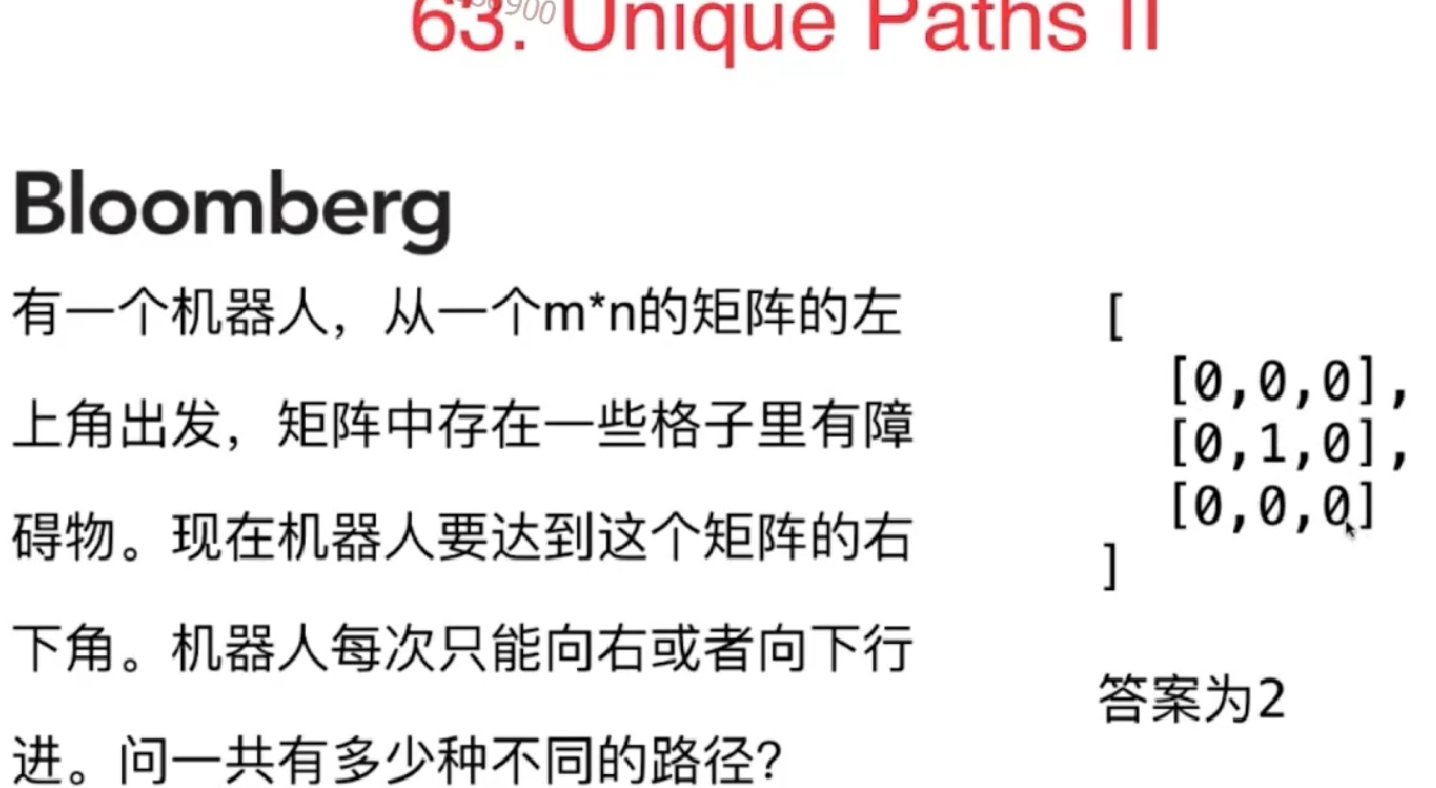 63. Unique Paths II
Bloomberg
有一个机器人，从一个m*n的矩阵的左
上角出发，矩阵中存在一些格子里有障
碍物。现在机器人要达到这个矩阵的右
下角。机器人每次只能向右或者向下行
进。问一共有多少种不同的路径？
[
[0,0,0],
[0,1,0],
[0,0,0]
]
答案为2